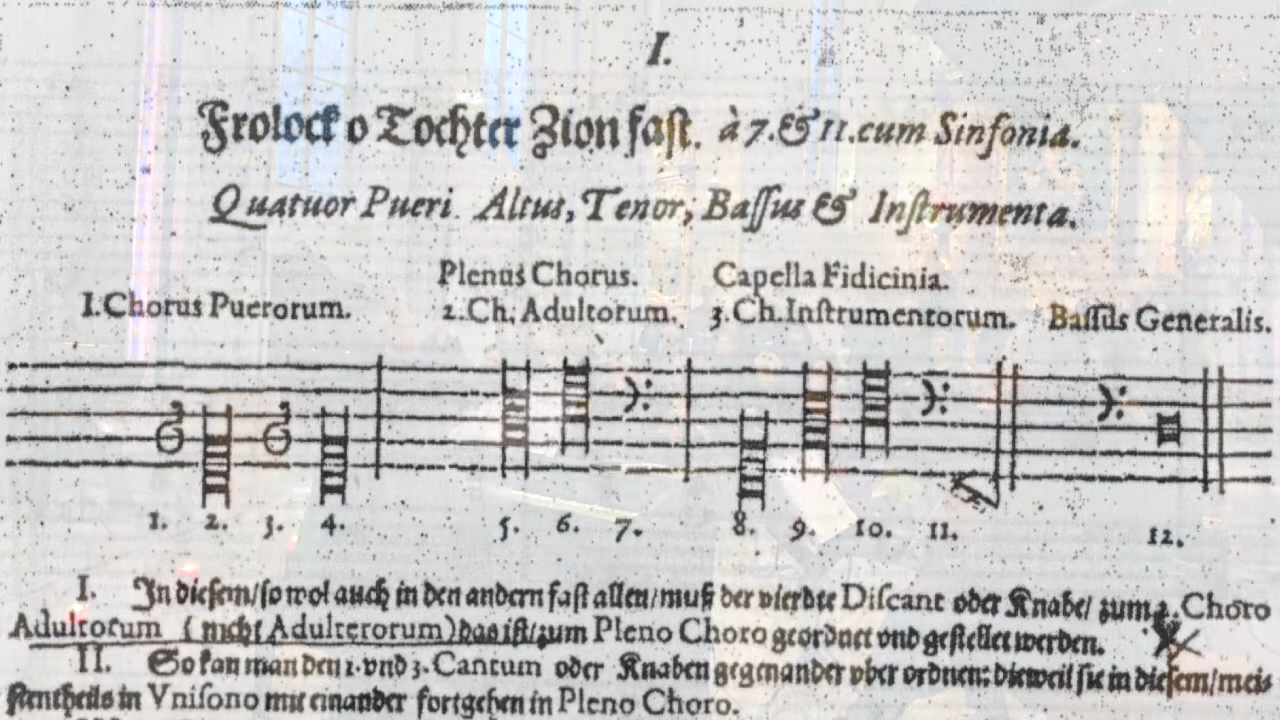 I.
Frolock o Tochter Zion fast. à 7. & 11. cum Sinfonia.
Quatuor Pueri. Altus, Tenor, Bassus & Instrumenta.
Plenus Chorus. Capella Fidicinia.
1. Chorus Puerorum. 2. Ch. Adultorum. 3. Ch. Instrumentorum. Bassus Generalis.
1. 2. 3. 4. 5. 6. 7. 8. 9. 10. 11. 12.
I. In diesem/so wol auch in den andern fast allen/muß der vierdte Discant oder Knabe/ zum 2. Choro
Adultorum (nicht Adulterorum) das ist/zum Pleno Choro geordnet vnd gestellet werden.
II. So kan man den 1. vnd 3. Cantum oder Knaben gegenander vber ordnen: dieweil sie in diesem/meis
stentheils in Vnisono mit einander fortgehen in Pleno Choro.